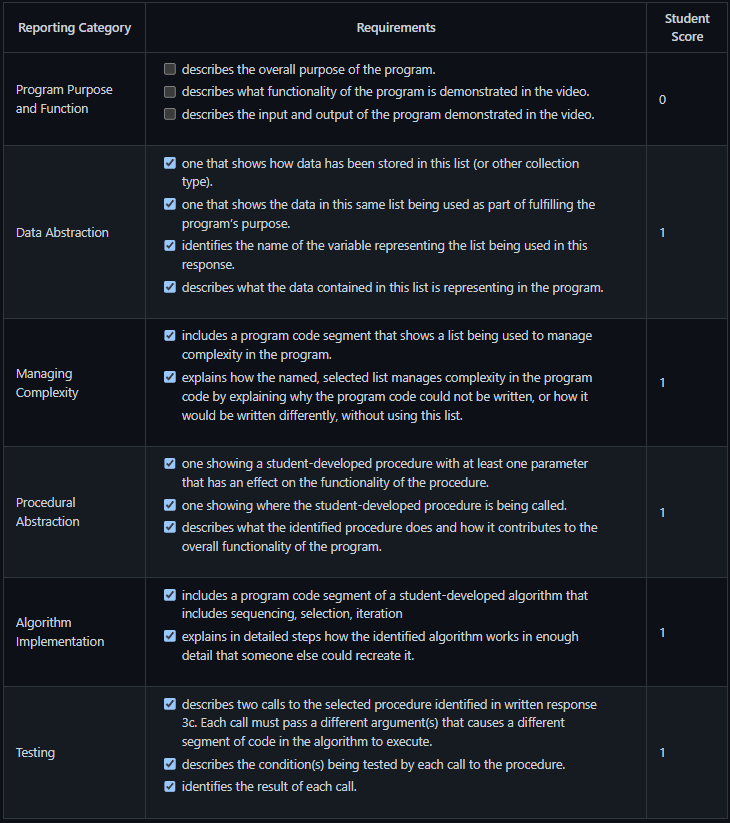 Reporting Category
Requirements
Student
Score
Program Purpose
and Function
describes the overall purpose of the program.
describes what functionality of the program is demonstrated in the video.
describes the input and output of the program demonstrated in the video.
0
Data Abstraction
one that shows how data has been stored in this list (or other collection
type).
one that shows the data in this same list being used as part of fulfilling the
program's purpose.
identifies the name of the variable representing the list being used in this
response.
describes what the data contained in this list is representing in the program.
1
Managing
Complexity
includes a program code segment that shows a list being used to manage
complexity in the program.
explains how the named, selected list manages complexity in the program
code by explaining why the program code could not be written, or how it
would be written differently, without using this list.
1
Procedural
Abstraction
one showing a student-developed procedure with at least one parameter
that has an effect on the functionality of the procedure.
one showing where the student-developed procedure is being called.
describes what the identified procedure does and how it contributes to the
overall functionality of the program.
1
Algorithm
Implementation
includes a program code segment of a student-developed algorithm that
includes sequencing, selection, iteration
explains in detailed steps how the identified algorithm works in enough
detail that someone else could recreate it.
1
Testing
describes two calls to the selected procedure identified in written response
3c. Each call must pass a different argument(s) that causes a different
segment of code in the algorithm to execute.
describes the condition(s) being tested by each call to the procedure.
identifies the result of each call.
1